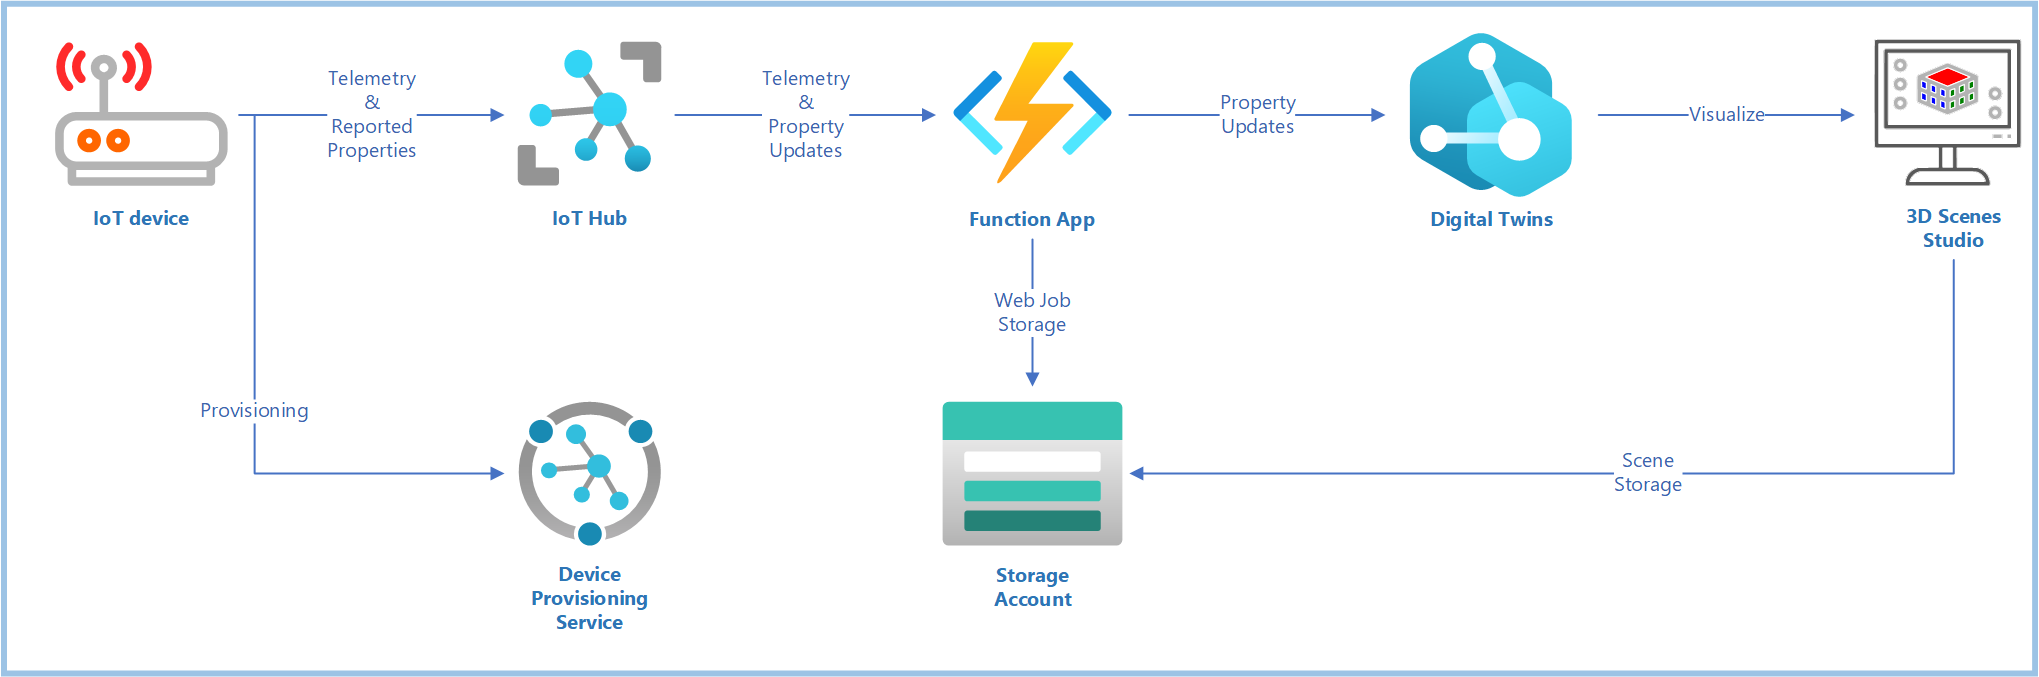 Telemetry
&
Reported
Properties
Telemetry
&
Property
Updates
Property
Updates
Visualize
IoT device
IoT Hub
Function App
Digital Twins
3D Scenes
Studio
Web Job
Storage
Provisioning
Scene
Storage
Device
Provisioning
Service
Storage
Account